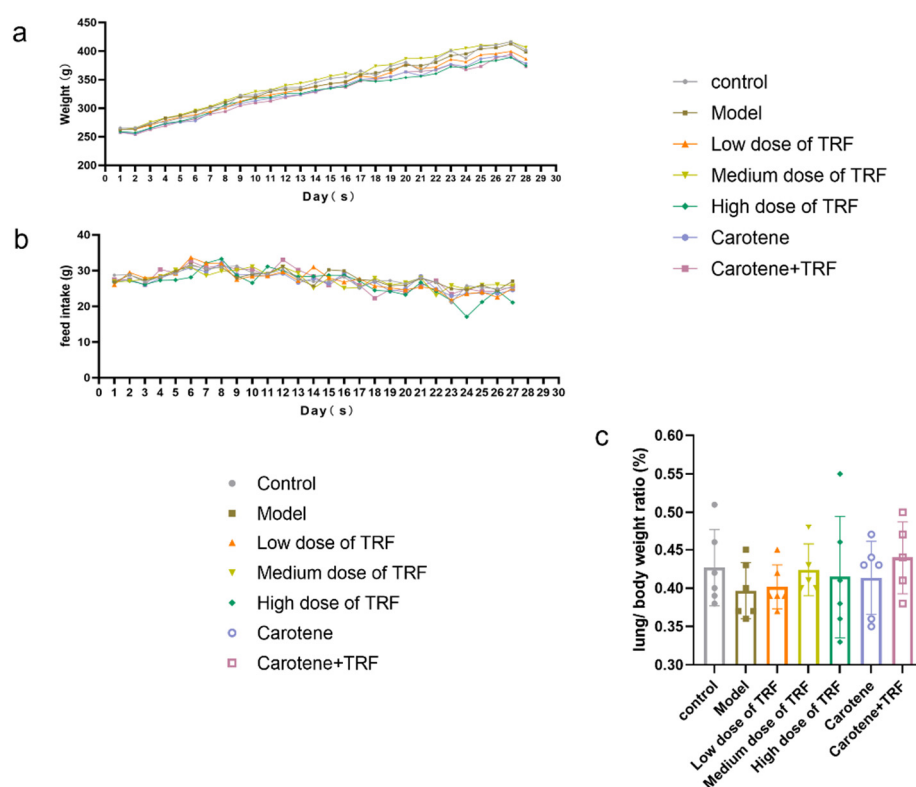 a
450
400
350
300
250
200
Weight (g)
0 1 2 3 4 5 6 7 8 9 10 11 12 13 14 15 16 17 18 19 20 21 22 23 24 25 26 27 28 29 30
Day( s)
control
Model
Low dose of TRF
Medium dose of TRF
High dose of TRF
Carotene
Carotene+TRF
b
40
30
20
10
0
feed intake (g)
0 1 2 3 4 5 6 7 8 9 10 11 12 13 14 15 16 17 18 19 20 21 22 23 24 25 26 27 28 29 30
Day( s)
Control
Model
Low dose of TRF
Medium dose of TRF
High dose of TRF
Carotene
Carotene+TRF
c
0.60
0.55
0.50
0.45
0.40
0.35
0.30
lung/ body weight ratio (%)
control
Model
Low dose of TRF
Medium dose of TRF
High dose of TRF
Carotene
Carotene+TRF